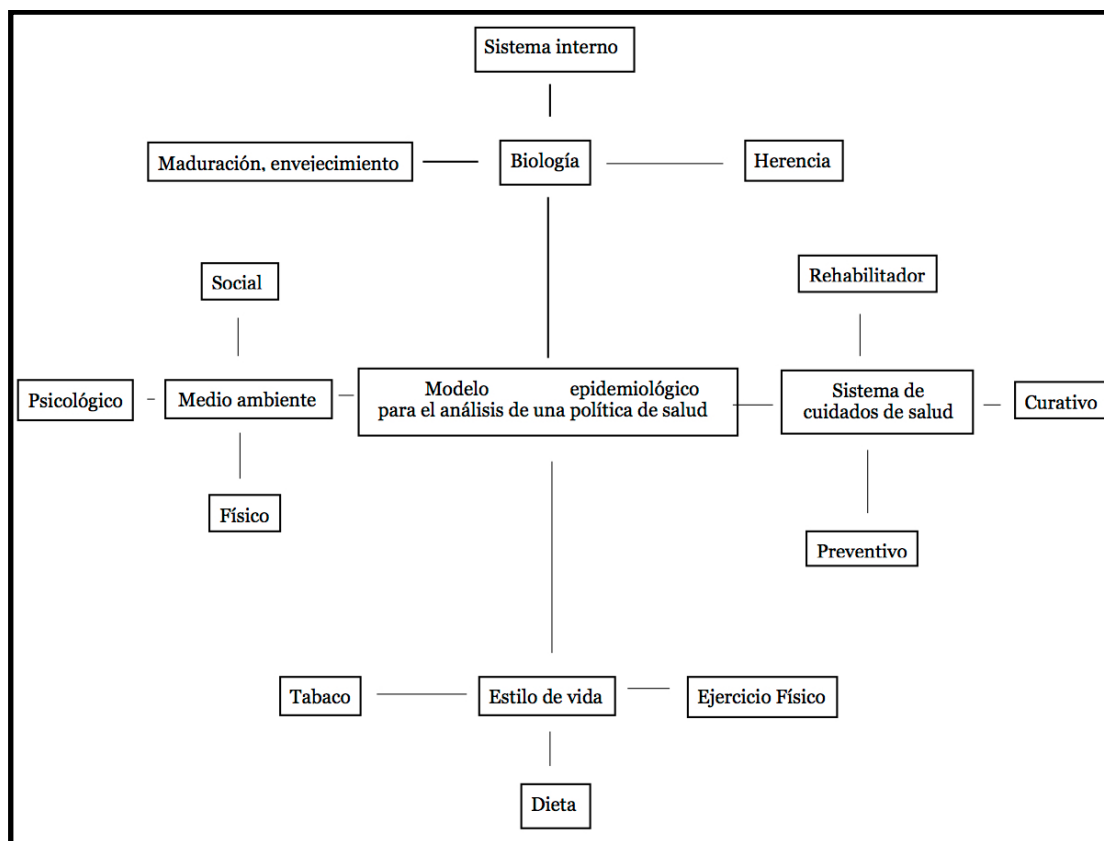 Sistema interno
Maduración, envejecimiento
Biología
Herencia
Social
Rehabilitador
Psicológico
Medio ambiente
Modelo epidemiológico
para el análisis de una política de salud
Sistema de
cuidados de salud
Curativo
Físico
Preventivo
Tabaco
Estilo de vida
Ejercicio Físico
Dieta